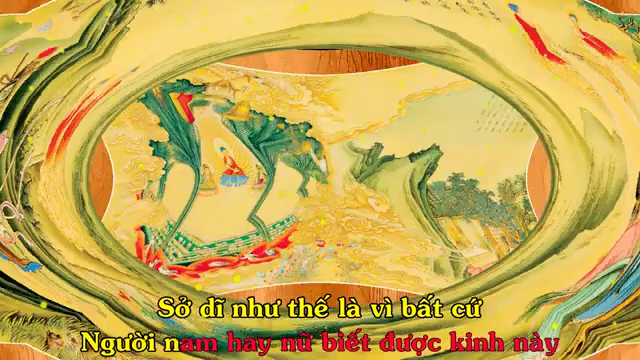 Sở dĩ như thế là vì bất cứ
Người nam hay nữ biết được kinh này